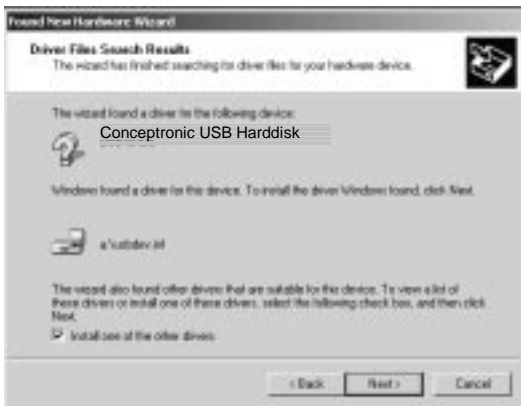 Found New Hardware Wizard
Driver Files Search Results
The wizard has finished searching for driver files for your hardware device.
The wizard found a driver for the following device:
Conceptronic USB Harddisk
Windows found a driver for this device. To install the driver Windows found, click Next.
a:\usbdev.inf
The wizard also found other drivers that are suitable for this device. To view a list of
these drivers or install one of these drivers, select the following check box, and then click
Next.
Install one of the other drivers
< Back
Next >
Cancel